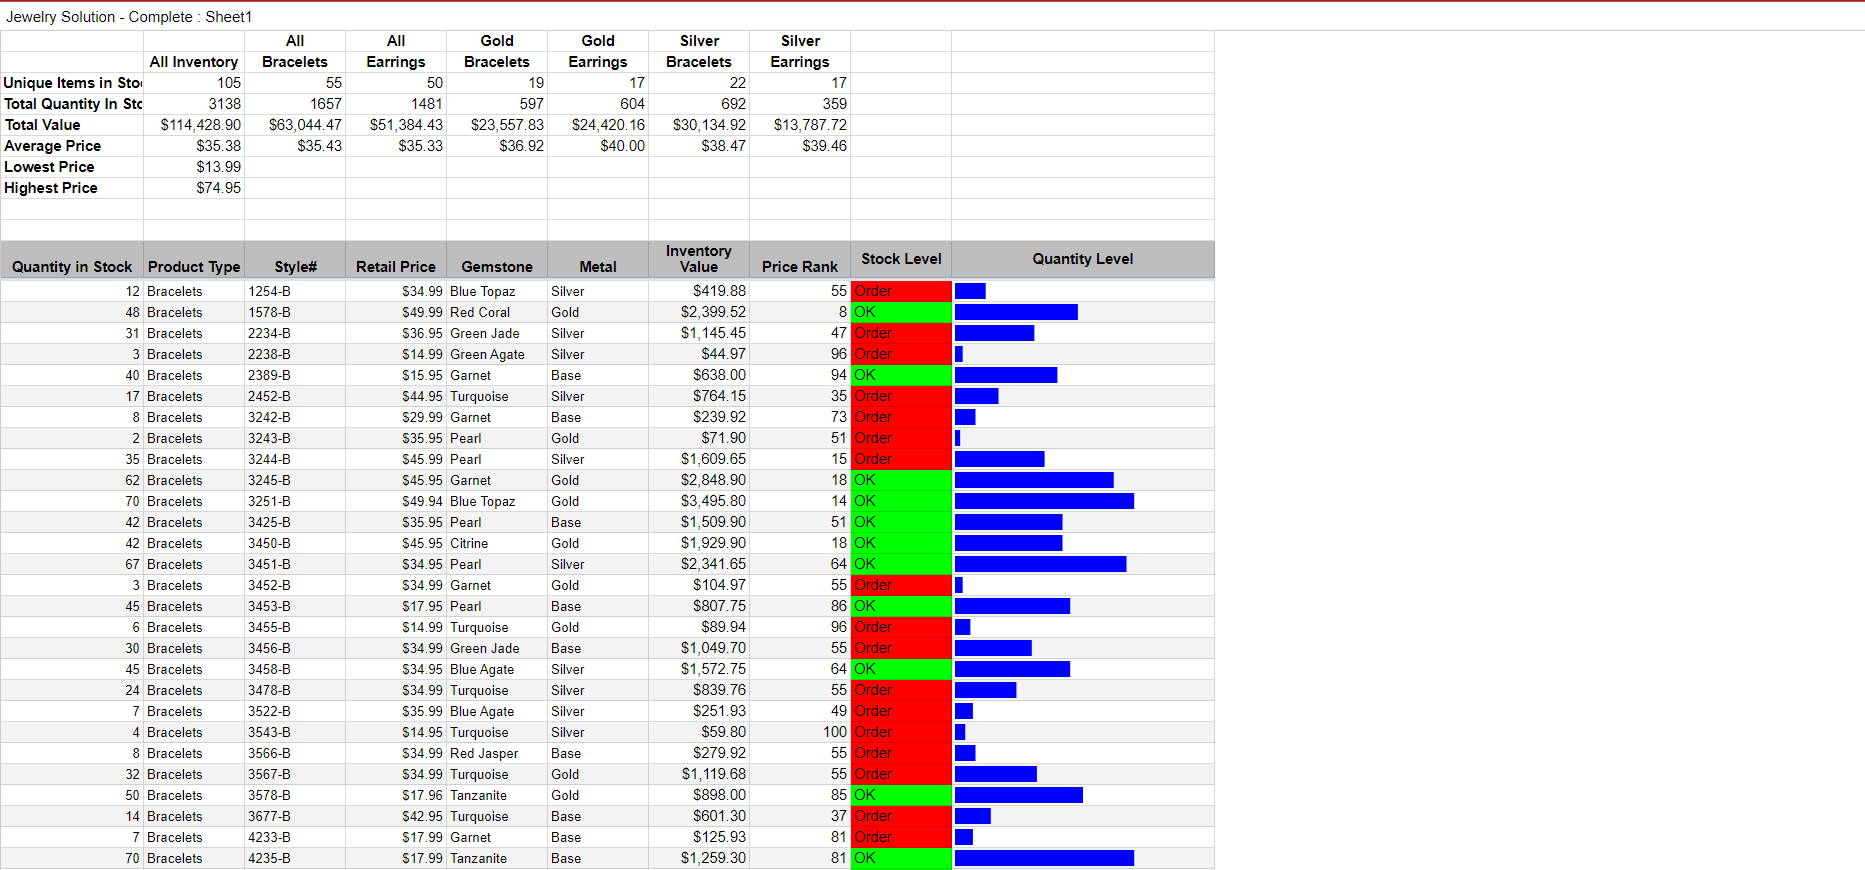 Jewelry Solution - Complete : Sheet1
All Inventory All Bracelets All Earrings Gold Bracelets Gold Earrings Silver Bracelets Silver Earrings
Unique Items in Sto 105 55 50 19 17 22 17
Total Quantity In Stc 3138 1657 1481 597 604 692 359
Total Value $114,428.90 $63,044.47 $51,384.43 $23,557.83 $24,420.16 $30,134.92 $13,787.72
Average Price $35.38 $35.43 $35.33 $36.92 $40.00 $38.47 $39.46
Lowest Price $13.99
Highest Price $74.95
Quantity in Stock Product Type Style# Retail Price Gemstone Metal Inventory Value Price Rank Stock Level Quantity Level
12 Bracelets 1254-B $34.99 Blue Topaz Silver $419.88 55 Order
48 Bracelets 1578-B $49.99 Red Coral Gold $2,399.52 8 OK
31 Bracelets 2234-B $36.95 Green Jade Silver $1,145.45 47 Order
3 Bracelets 2238-B $14.99 Green Agate Silver $44.97 96 Order
40 Bracelets 2389-B $15.95 Garnet Base $638.00 94 OK
17 Bracelets 2452-B $44.95 Turquoise Silver $764.15 35 Order
8 Bracelets 3242-B $29.99 Garnet Base $239.92 73 Order
2 Bracelets 3243-B $35.95 Pearl Gold $71.90 51 Order
35 Bracelets 3244-B $45.99 Pearl Silver $1,609.65 15 Order
62 Bracelets 3245-B $45.95 Garnet Gold $2,848.90 18 OK
70 Bracelets 3251-B $49.94 Blue Topaz Gold $3,495.80 14 OK
42 Bracelets 3425-B $35.95 Pearl Base $1,509.90 51 OK
42 Bracelets 3450-B $45.95 Citrine Gold $1,929.90 18 OK
67 Bracelets 3451-B $34.95 Pearl Silver $2,341.65 64 OK
3 Bracelets 3452-B $34.99 Garnet Gold $104.97 55 Order
45 Bracelets 3453-B $17.95 Pearl Base $807.75 86 OK
6 Bracelets 3455-B $14.99 Turquoise Gold $89.94 96 Order
30 Bracelets 3456-B $34.99 Green Jade Base $1,049.70 55 Order
45 Bracelets 3458-B $34.95 Blue Agate Silver $1,572.75 64 OK
24 Bracelets 3478-B $34.99 Turquoise Silver $839.76 55 Order
7 Bracelets 3522-B $35.99 Blue Agate Silver $251.93 49 Order
4 Bracelets 3543-B $14.95 Turquoise Silver $59.80 100 Order
8 Bracelets 3566-B $34.99 Red Jasper Base $279.92 55 Order
32 Bracelets 3567-B $34.99 Turquoise Gold $1,119.68 55 Order
50 Bracelets 3578-B $17.96 Tanzanite Gold $898.00 85 OK
14 Bracelets 3677-B $42.95 Turquoise Base $601.30 37 Order
7 Bracelets 4233-B $17.99 Garnet Base $125.93 81 Order
70 Bracelets 4235-B $17.99 Tanzanite Base $1,259.30 81 OK